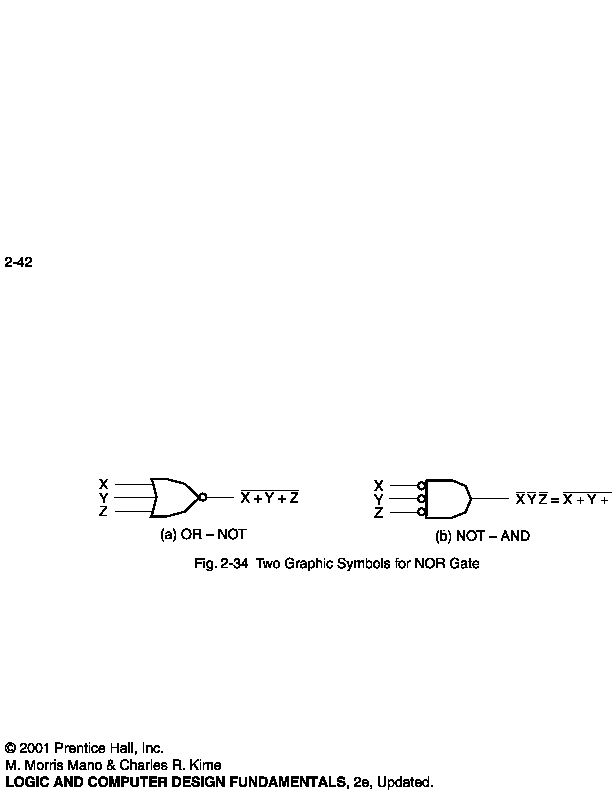 2-42
X
Y
Z
X + Y + Z
(a) OR – NOT
X
Y
Z
X̅ Y̅ Z̅ = X + Y +
(b) NOT – AND
Fig. 2-34 Two Graphic Symbols for NOR Gate
© 2001 Prentice Hall, Inc.
M. Morris Mano & Charles R. Kime
LOGIC AND COMPUTER DESIGN FUNDAMENTALS, 2e, Updated.